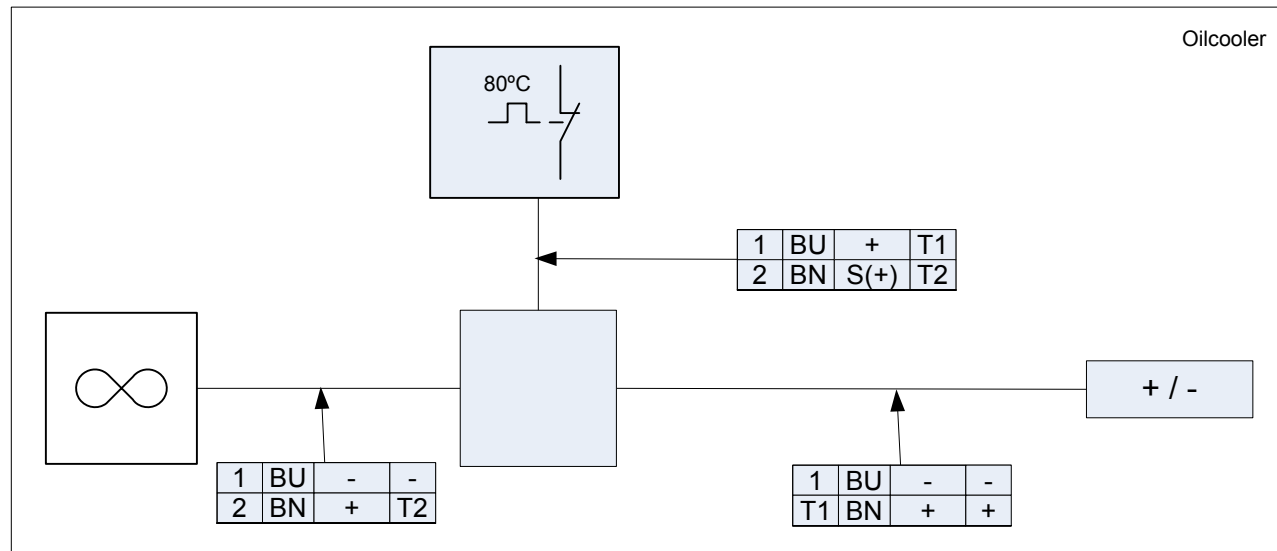 Oilcooler
80ºC
1 BU + T1
2 BN S(+) T2
+ / -
1 BU - -
2 BN + T2
1 BU - -
T1 BN + +